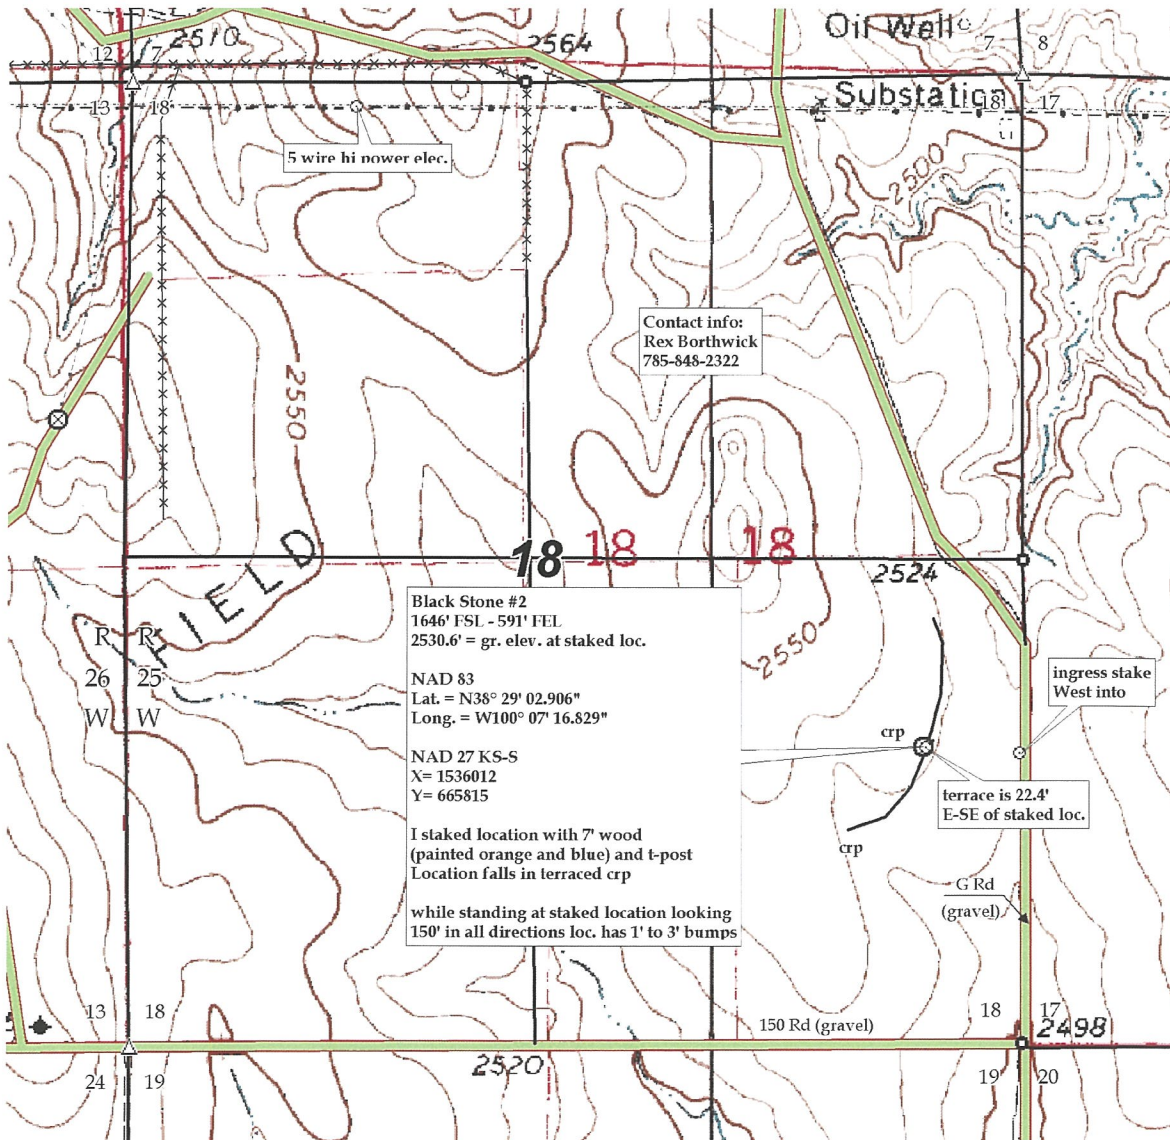 Oil Well
2510
2564
12
7
7
8
13
18
Substation
18
17
5 wire hi power elec.
2500
Contact info:
Rex Borthwick
785-848-2322
2550
18
18
18
FIELD
2524
Black Stone #2
1646' FSL - 591' FEL
2530.6' = gr. elev. at staked loc.
NAD 83
Lat. = N38° 29' 02.906"
Long. = W100° 07' 16.829"
NAD 27 KS-S
X= 1536012
Y= 665815
I staked location with 7' wood
(painted orange and blue) and t-post
Location falls in terraced crp
while standing at staked location looking
150' in all directions loc. has 1' to 3' bumps
R
R
26
25
W
W
2550
ingress stake
West into
crp
terrace is 22.4'
E-SE of staked loc.
crp
G Rd
(gravel)
13
18
150 Rd (gravel)
18
17
2498
2520
24
19
19
20